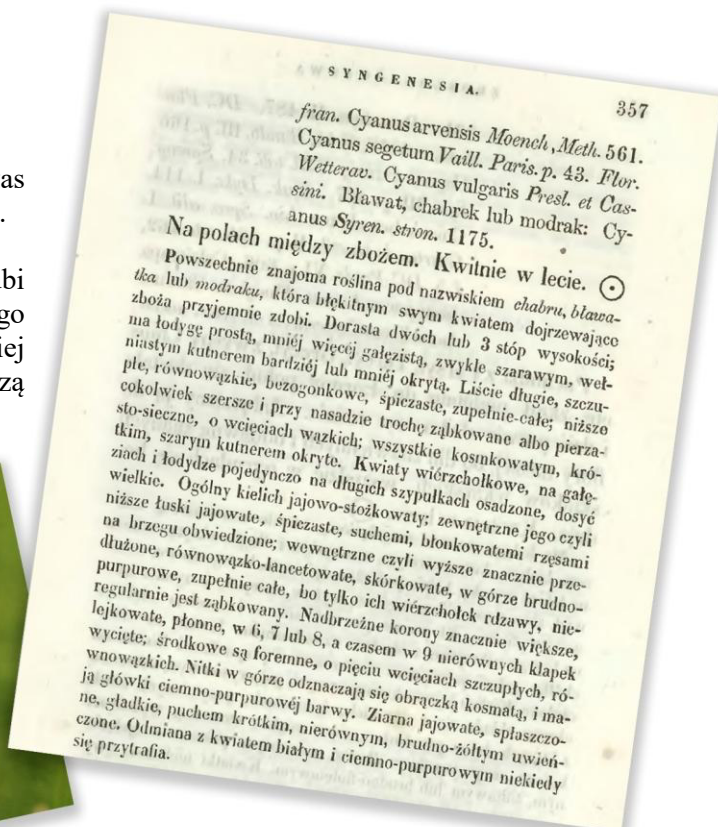 as
.
bi
go
iej
zą
SYNGENESIA.
357
fran. Cyanus arvensis Moench, Meth. 561.
Cyanus segetum Vaill. Paris. p. 43. Flor.
Wetterav. Cyanus vulgaris Presl. et Cas-
sini. Bławat, chabrek lub modrak: Cy-
anus Syren. stron. 1175.
Na polach między zbożem. Kwitnie w lecie. ☉
Powszechnie znajoma roślina pod nazwiskiem chabru, bława-
tka lub modraku, która błękitnym swym kwiatem dojrzewające
zboża przyjemnie zdobi. Dorasta dwóch lub 3 stóp wysokości;
ma łodygę prostą, mniéj więcéj gałęzistą, zwykle szarawym, weł-
niastym kutnerem bardziéj lub mniéj okrytą. Liście długie, szczu-
płe, równowązkie, bezogonkowe, śpiczaste, zupełnie-całe; niższe
cokolwiek szersze i przy nasadzie trochę ząbkowane albo pierza-
sto-sieczne, o wcięciach wązkich; wszystkie kosmkowatym, kró-
tkim, szarym kutnerem okryte. Kwiaty wiérzchołkowe, na gałę-
ziach i łodydze pojedynczo na długich szypułkach osadzone, dosyć
wielkie. Ogólny kielich jajowo-stożkowaty; zewnętrzne jego czyli
niższe łuski jajowate, śpiczaste, suchemi, błonkowatemi rzęsami
na brzegu obwiedzione; wewnętrzne czyli wyższe znacznie prze-
dłużone, równowązko-lancetowate, skórkowate, w górze brudno-
purpurowe, zupełnie całe, bo tylko ich wiérzchołek rdzawy, nie-
regularnie jest ząbkowany. Nadbrzeżne korony znacznie większe,
lejkowate, płonne, w 6, 7 lub 8, a czasem w 9 nierównych klapek
wycięte; środkowe są foremne, o pięciu wcięciach szczupłych, ró-
wnowązkich. Nitki w górze odznaczają się obrączką kosmatą, i ma-
ją główki ciemno-purpurowéj barwy. Ziarna jajowate, spłaszczo-
ne, gładkie, puchem krótkim, nierównym, brudno-żółtym uwień-
czone. Odmiana z kwiatem białym i ciemno-purpurowym niekiedy
się przytrafia.